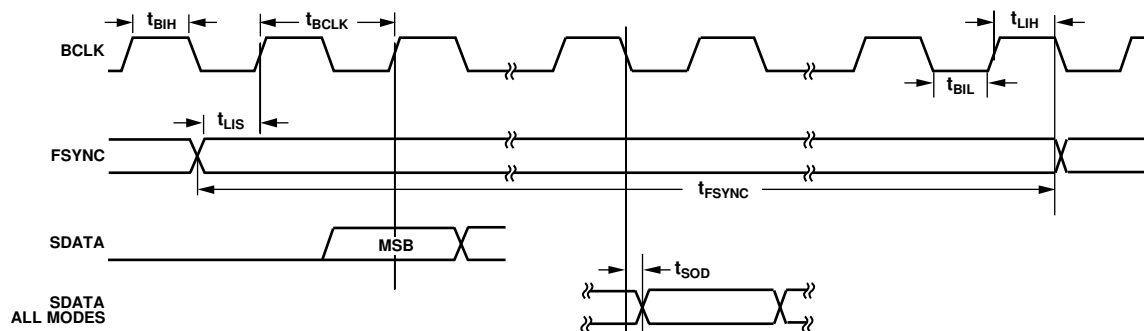 tBIH
tBCLK
tLIH
BCLK
tBIL
tLIS
FSYNC
tFSYNC
SDATA
MSB
tSOD
SDATA
ALL MODES